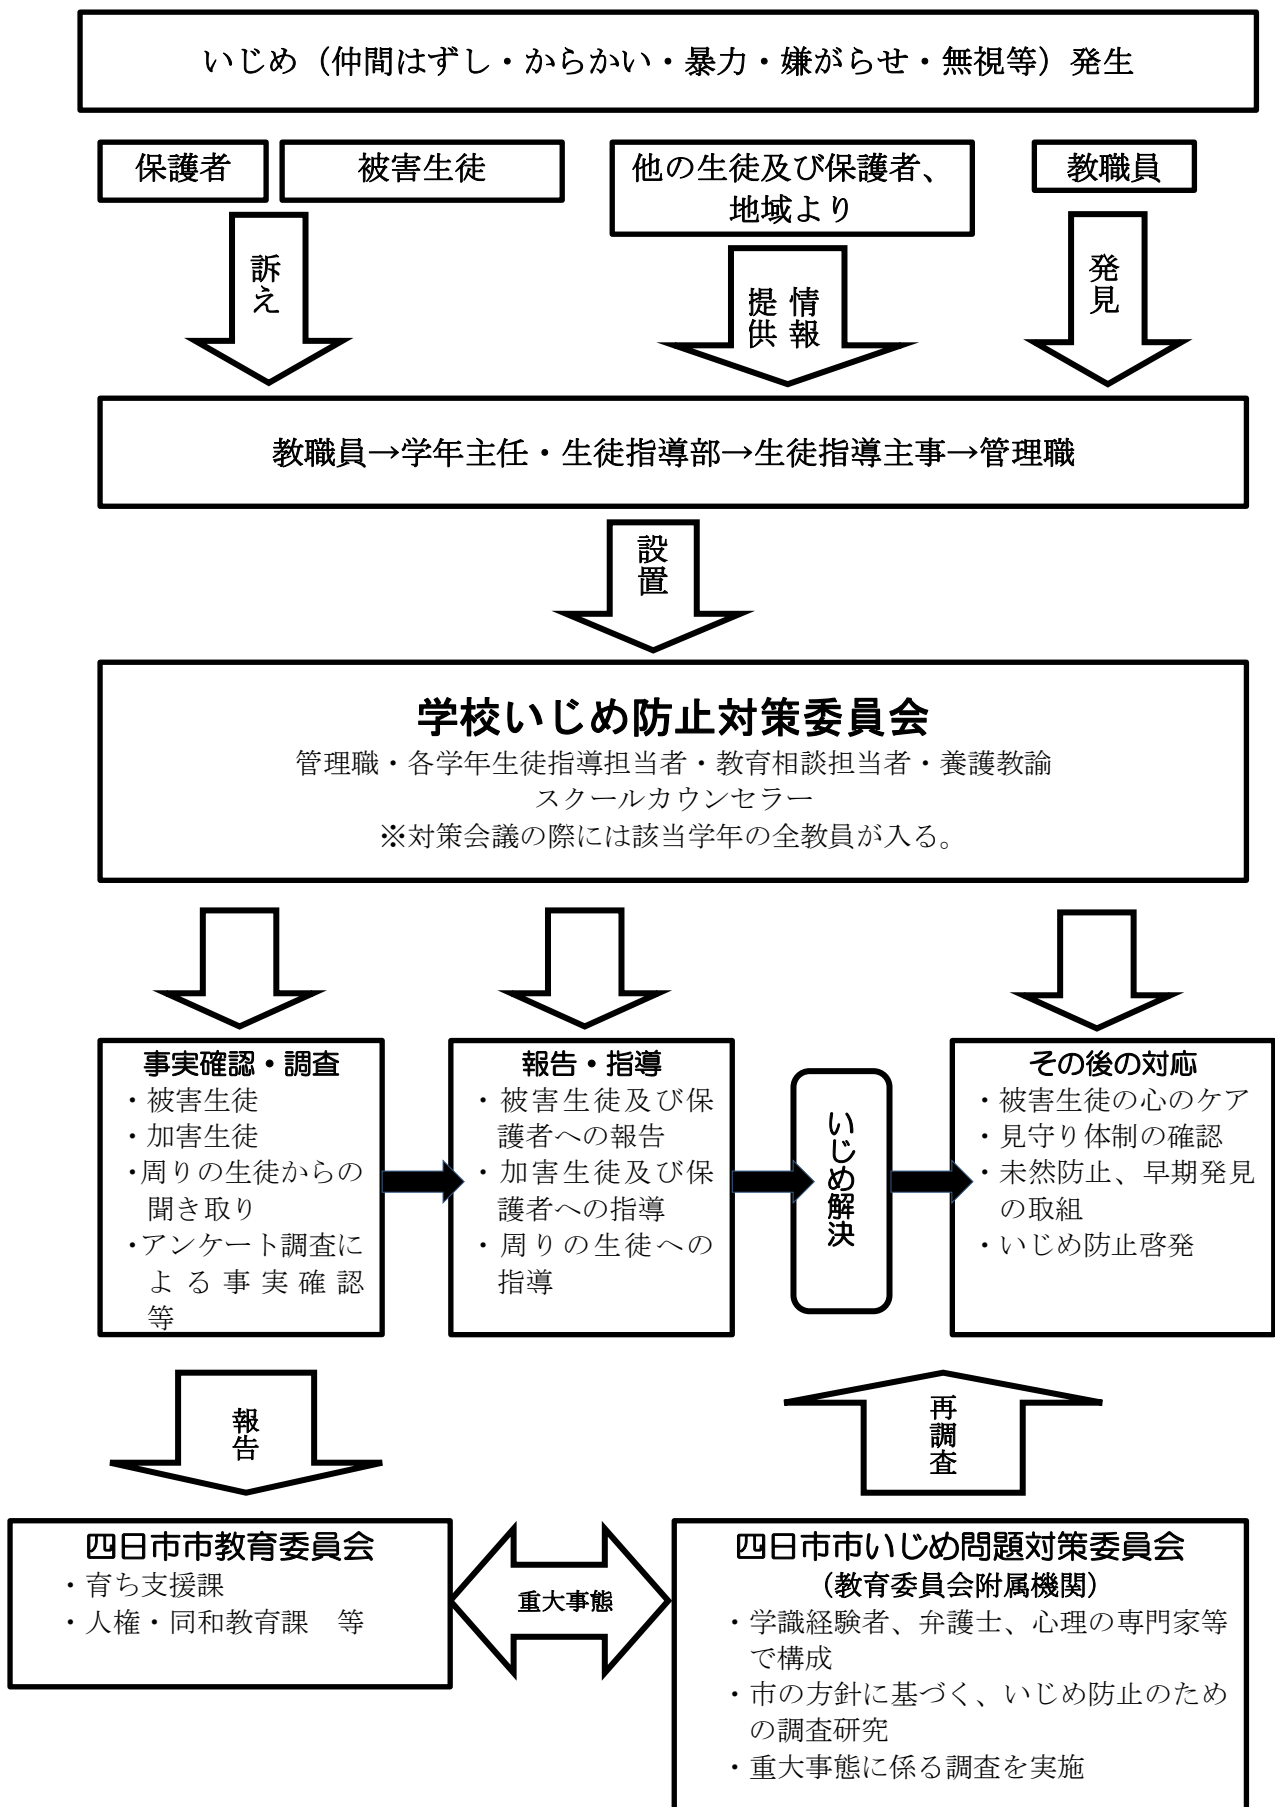 いじめ（仲間はずし・からかい・暴力・嫌がらせ・無視等）発生
保護者
被害生徒
他の生徒及び保護者、
地域より
教職員
訴え
情報
提供
発見
教職員→学年主任・生徒指導部→生徒指導主事→管理職
設置
学校いじめ防止対策委員会
管理職・各学年生徒指導担当者・教育相談担当者・養護教諭
スクールカウンセラー
※対策会議の際には該当学年の全教員が入る。
事実確認・調査
・被害生徒
・加害生徒
・周りの生徒からの
聞き取り
・アンケート調査に
よる事実確認
等
報告・指導
・被害生徒及び保
護者への報告
・加害生徒及び保
護者への指導
・周りの生徒への
指導
いじめ解決
その後の対応
・被害生徒の心のケア
・見守り体制の確認
・未然防止、早期発見
の取組
・いじめ防止啓発
報告
再調査
四日市市教育委員会
・育ち支援課
・人権・同和教育課　等
重大事態
四日市市いじめ問題対策委員会
（教育委員会附属機関）
・学識経験者、弁護士、心理の専門家等
で構成
・市の方針に基づく、いじめ防止のため
の調査研究
・重大事態に係る調査を実施